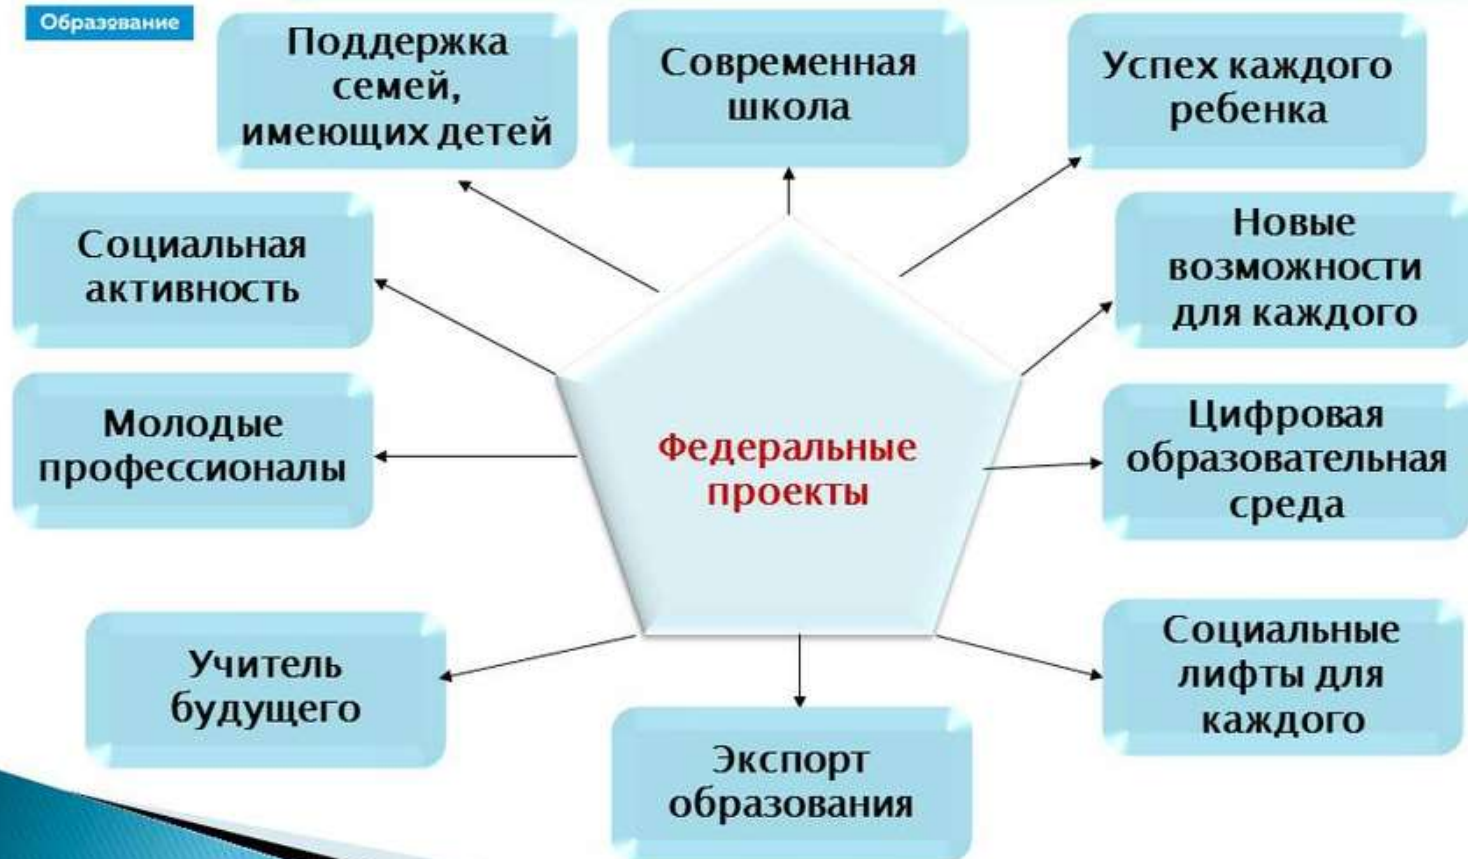 Образование
Поддержка
семей,
имеющих детей
Современная
школа
Успех каждого
ребенка
Социальная
активность
Новые
возможности
для каждого
Молодые
профессионалы
Федеральные
проекты
Цифровая
образовательная
среда
Учитель
будущего
Экспорт
образования
Социальные
лифты для
каждого